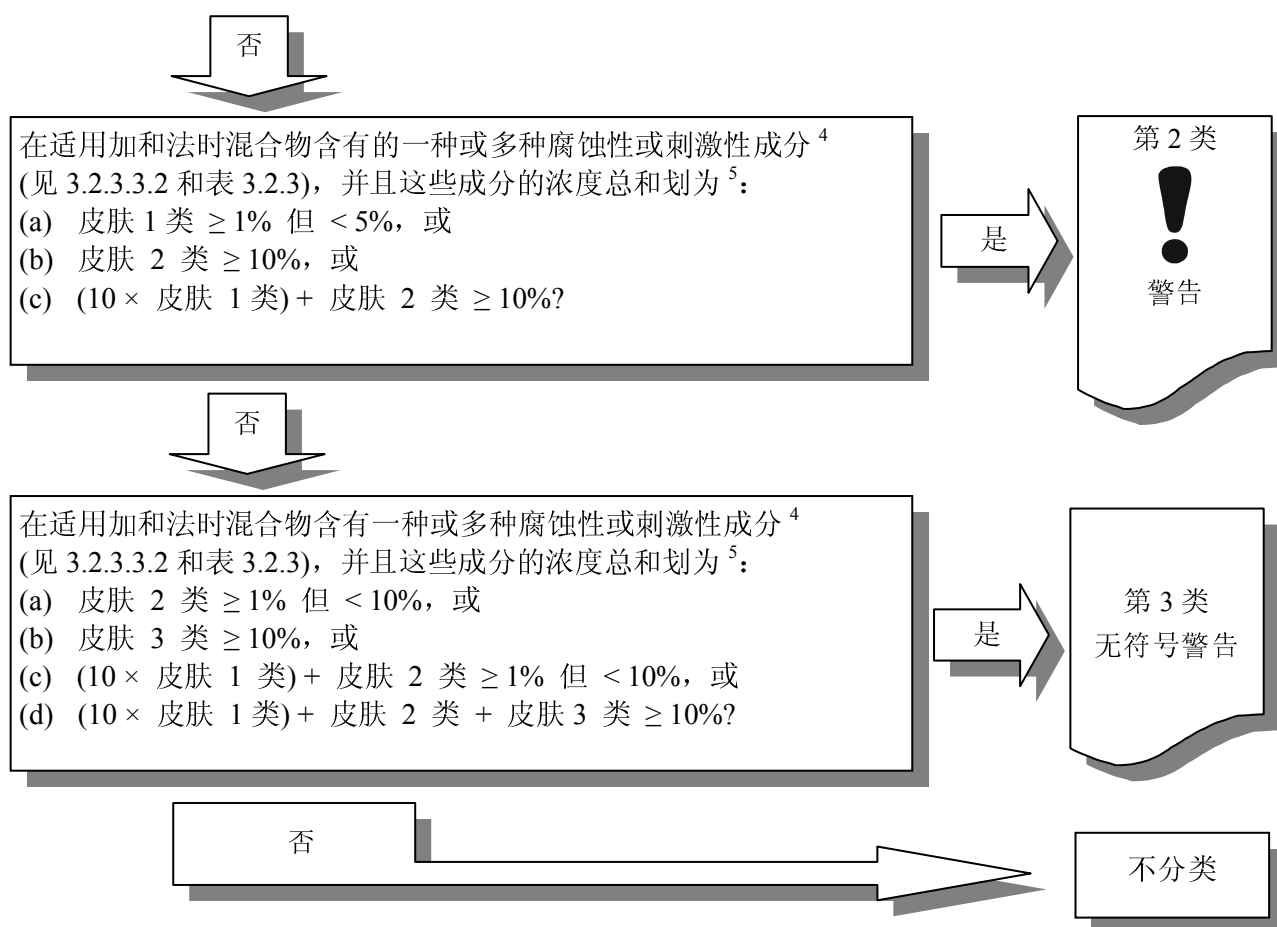 否
在适用加和法时混合物含有的一种或多种腐蚀性或刺激性成分 4
(见 3.2.3.3.2 和表 3.2.3)，并且这些成分的浓度总和划为 5：
(a) 皮肤 1 类 ≥ 1% 但 < 5%，或
(b) 皮肤 2 类 ≥ 10%，或
(c) (10 × 皮肤 1 类) + 皮肤 2 类 ≥ 10%?
是
第 2 类
警告
否
在适用加和法时混合物含有一种或多种腐蚀性或刺激性成分 4
(见 3.2.3.3.2 和表 3.2.3)，并且这些成分的浓度总和划为 5：
(a) 皮肤 2 类 ≥ 1% 但 < 10%，或
(b) 皮肤 3 类 ≥ 10%，或
(c) (10 × 皮肤 1 类) + 皮肤 2 类 ≥ 1% 但 < 10%，或
(d) (10 × 皮肤 1 类) + 皮肤 2 类 + 皮肤 3 类 ≥ 10%?
是
第 3 类
无符号警告
否
不分类